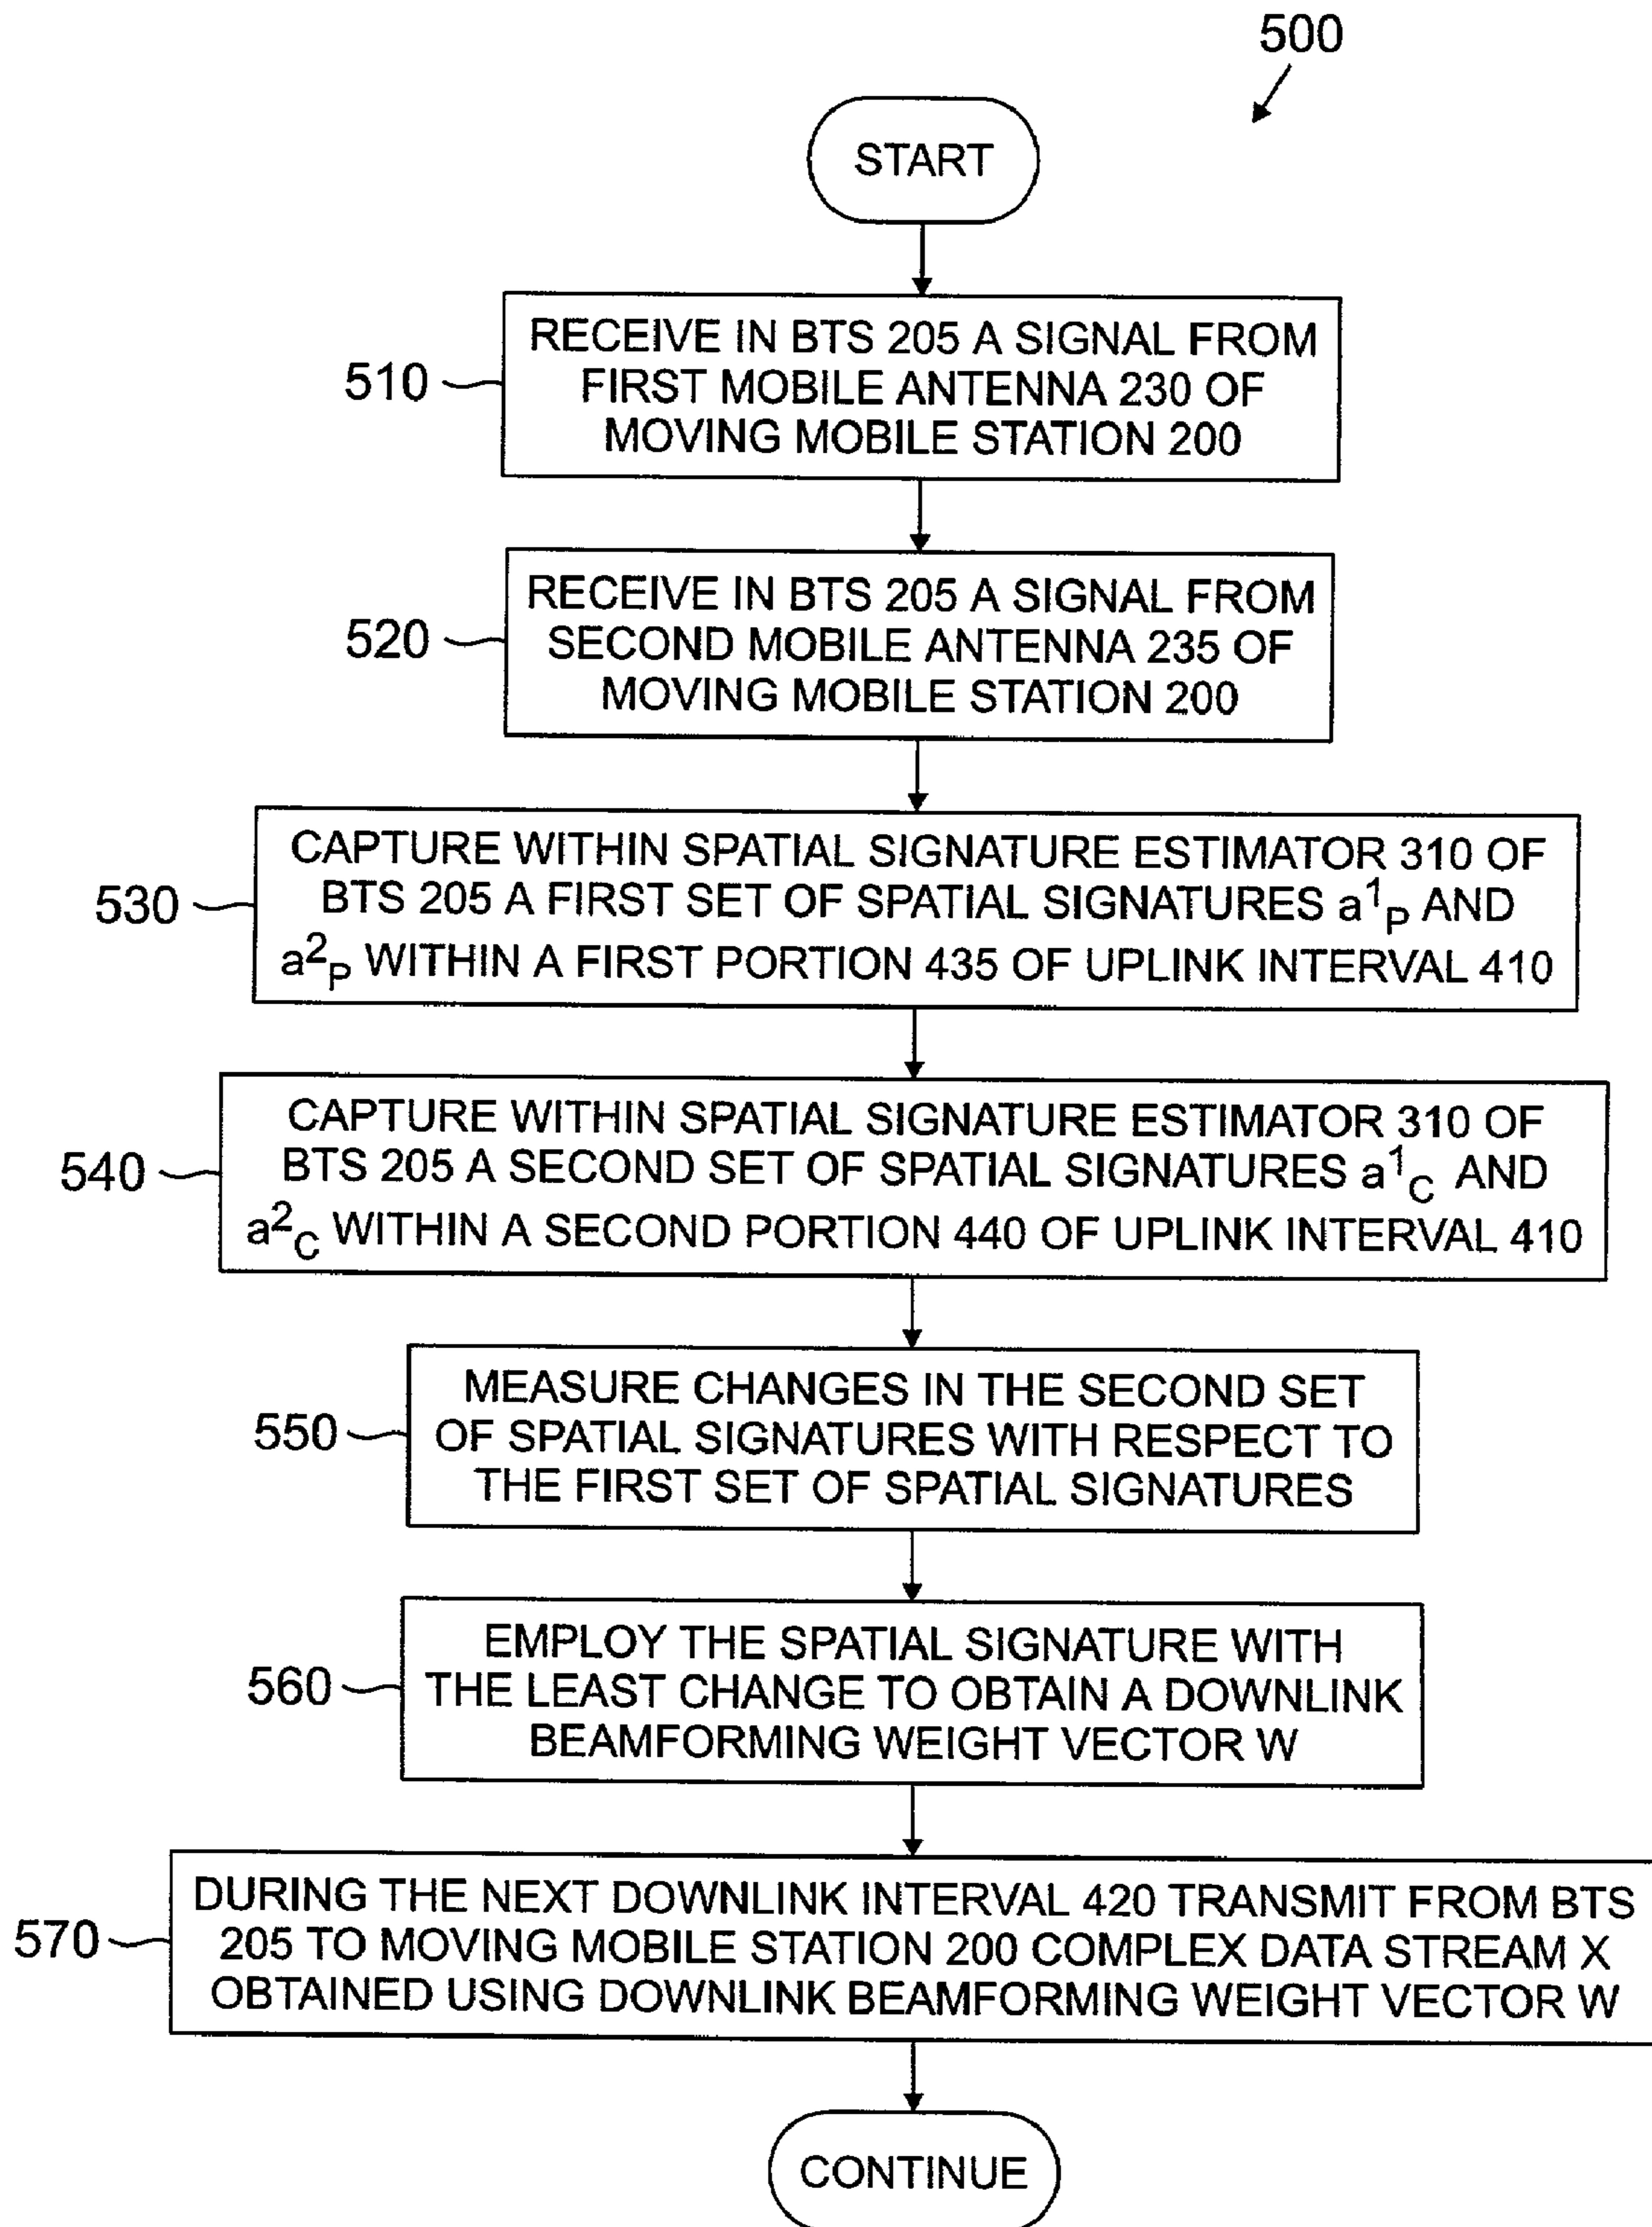 500
START
510
RECEIVE IN BTS 205 A SIGNAL FROM
FIRST MOBILE ANTENNA 230 OF
MOVING MOBILE STATION 200
520
RECEIVE IN BTS 205 A SIGNAL FROM
SECOND MOBILE ANTENNA 235 OF
MOVING MOBILE STATION 200
530
CAPTURE WITHIN SPATIAL SIGNATURE ESTIMATOR 310 OF
BTS 205 A FIRST SET OF SPATIAL SIGNATURES a¹P AND
a²P WITHIN A FIRST PORTION 435 OF UPLINK INTERVAL 410
540
CAPTURE WITHIN SPATIAL SIGNATURE ESTIMATOR 310 OF
BTS 205 A SECOND SET OF SPATIAL SIGNATURES a¹C AND
a²C WITHIN A SECOND PORTION 440 OF UPLINK INTERVAL 410
550
MEASURE CHANGES IN THE SECOND SET
OF SPATIAL SIGNATURES WITH RESPECT TO
THE FIRST SET OF SPATIAL SIGNATURES
560
EMPLOY THE SPATIAL SIGNATURE WITH
THE LEAST CHANGE TO OBTAIN A DOWNLINK
BEAMFORMING WEIGHT VECTOR W
570
DURING THE NEXT DOWNLINK INTERVAL 420 TRANSMIT FROM BTS
205 TO MOVING MOBILE STATION 200 COMPLEX DATA STREAM X
OBTAINED USING DOWNLINK BEAMFORMING WEIGHT VECTOR W
CONTINUE